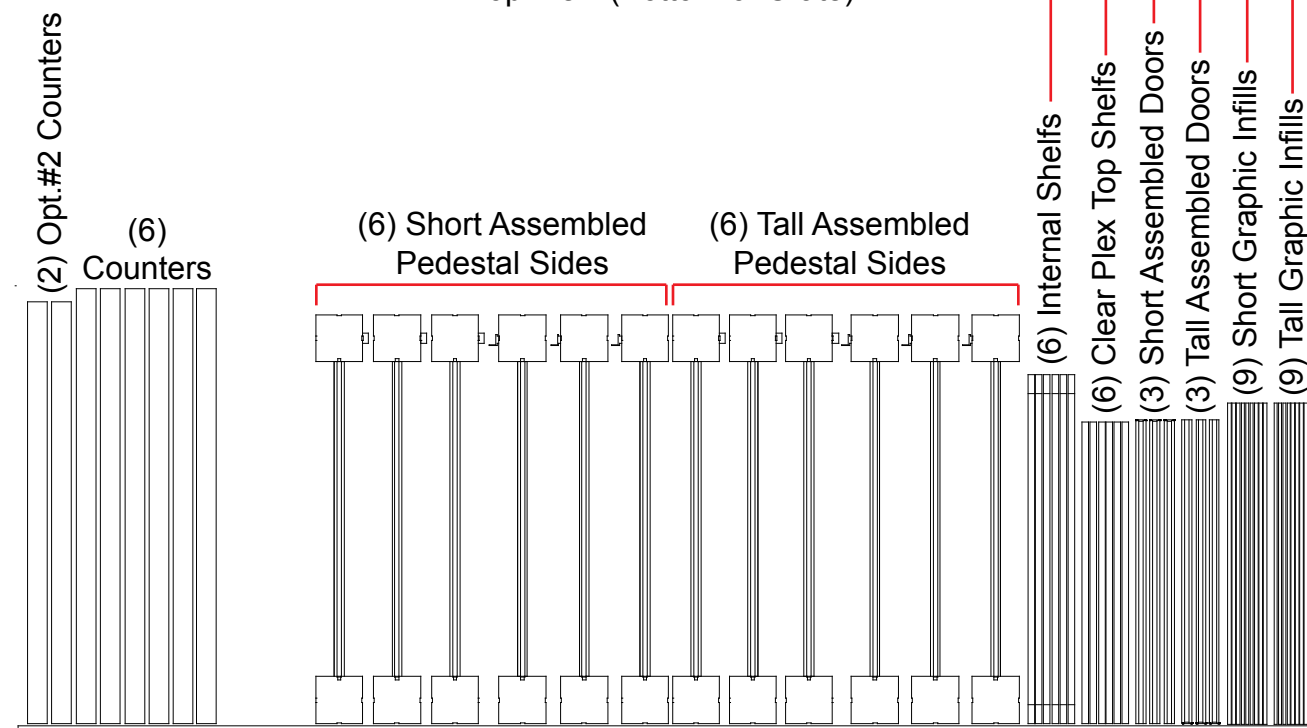 (2) Opt.#2 Counters
(6)
Counters
(6) Short Assembled
Pedestal Sides
(6) Tall Assembled
Pedestal Sides
(6) Internal Shelfs
(6) Clear Plex Top Shelfs
(3) Short Assembled Doors
(3) Tall Assembled Doors
(9) Short Graphic Infills
(9) Tall Graphic Infills